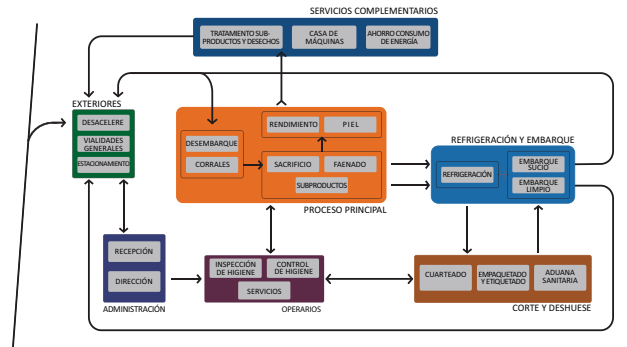 SERVICIOS COMPLEMENTARIOS
TRATAMIENTO SUB-
PRODUCTOS Y DESECHOS
CASA DE
MÁQUINAS
AHORRO CONSUMO
DE ENERGÍA
EXTERIORES
DESACELERE
VIALIDADES
GENERALES
ESTACIONAMIENTO
DESEMBARQUE
CORRALES
RENDIMIENTO
PIEL
SACRIFICIO
FAENADO
SUBPRODUCTOS
PROCESO PRINCIPAL
REFRIGERACIÓN Y EMBARQUE
REFRIGERACIÓN
EMBARQUE
SUCIO
EMBARQUE
LIMPIO
RECEPCIÓN
DIRECCIÓN
ADMINISTRACIÓN
INSPECCIÓN
DE HIGIENE
CONTROL
DE HIGIENE
SERVICIOS
OPERARIOS
CUARTEADO
EMPAQUETADO
Y ETIQUETADO
ADUANA
SANITARIA
CORTE Y DESHUESE